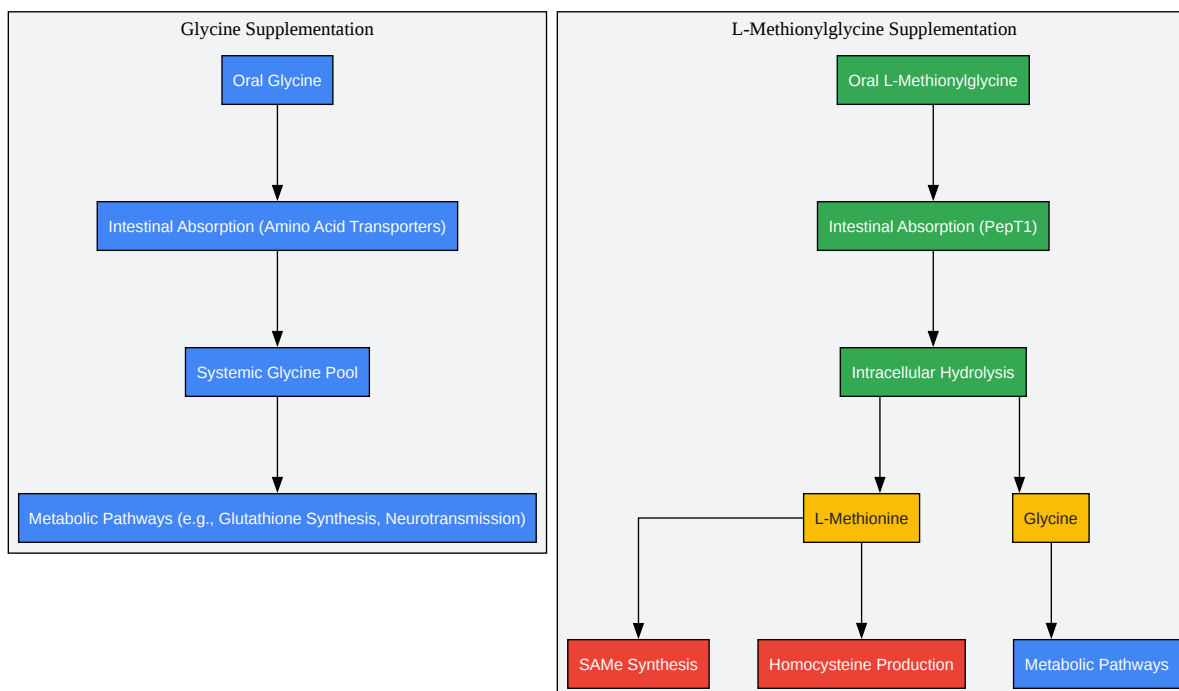 Glycine Supplementation
Oral Glycine
Intestinal Absorption (Amino Acid Transporters)
Systemic Glycine Pool
Metabolic Pathways (e.g., Glutathione Synthesis, Neurotransmission)
L-Methionylglycine Supplementation
Oral L-Methionylglycine
Intestinal Absorption (PepT1)
Intracellular Hydrolysis
L-Methionine
Glycine
SAMe Synthesis
Homocysteine Production
Metabolic Pathways